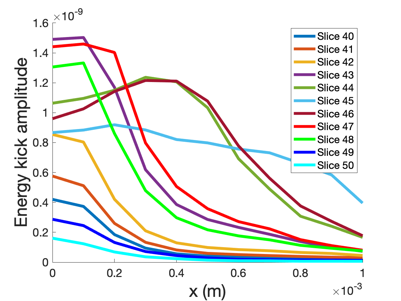 ×10⁻⁹
1.6
1.4
1.2
1
0.8
0.6
0.4
0.2
0
Energy kick amplitude
Slice 40
Slice 41
Slice 42
Slice 43
Slice 44
Slice 45
Slice 46
Slice 47
Slice 48
Slice 49
Slice 50
0 0.2 0.4 0.6 0.8 1
x (m)
×10⁻³